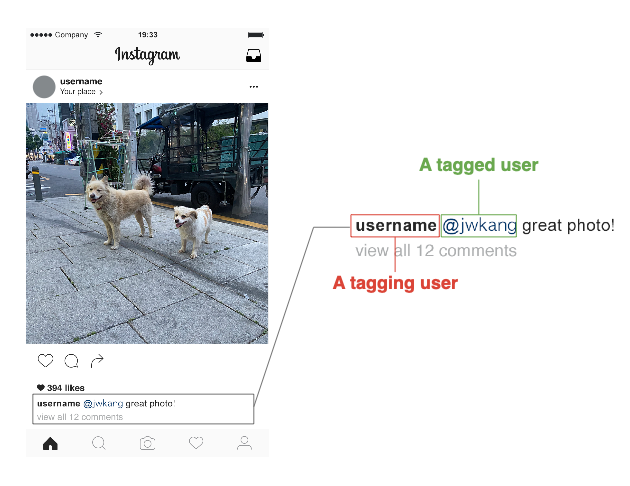 Company
19:33
Instagram
username
Your place >
394 likes
username @jwkang great photo!
view all 12 comments
A tagged user
username @jwkang great photo!
view all 12 comments
A tagging user